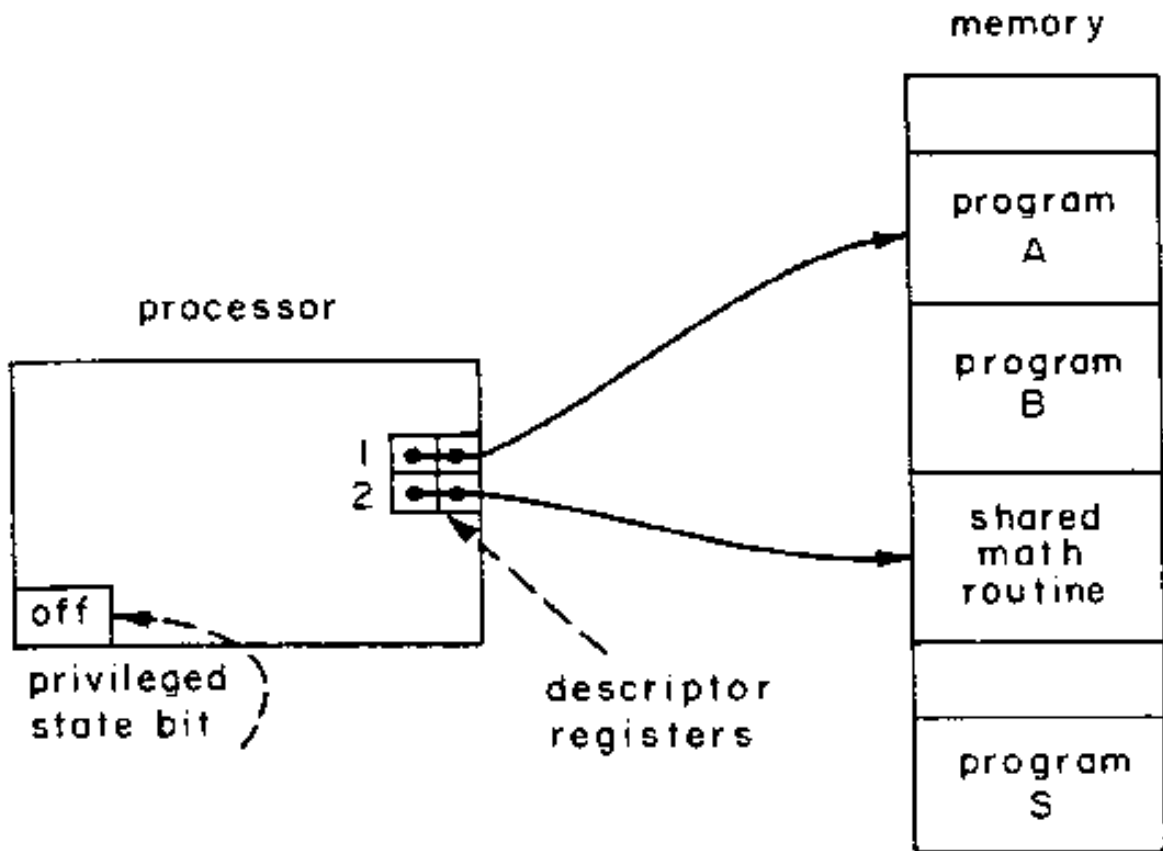 memory
program
A
processor
program
B
1
2
shared
math
routine
off
privileged
state bit
descriptor
registers
program
S